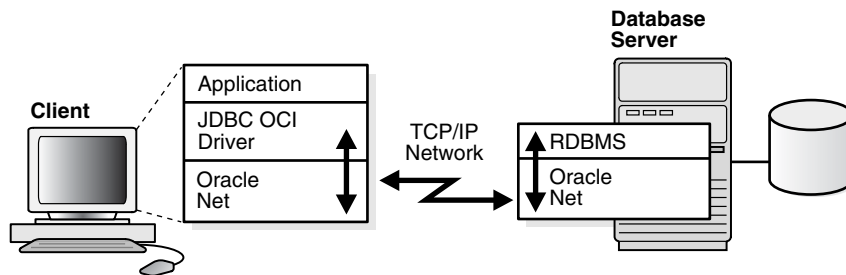 Database
Server
Client
Application
JDBC OCI
Driver
Oracle
Net
TCP/IP
Network
RDBMS
Oracle
Net